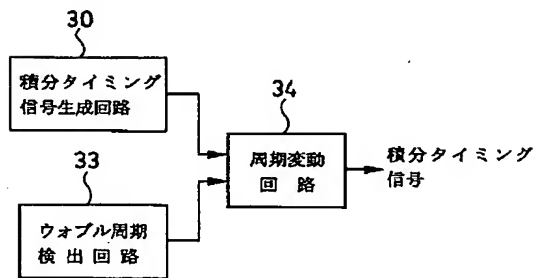 30
積分タイミング
信号生成回路
34
周期変動
回路
積分タイミング
信号
33
ウォブル周期
検出回路